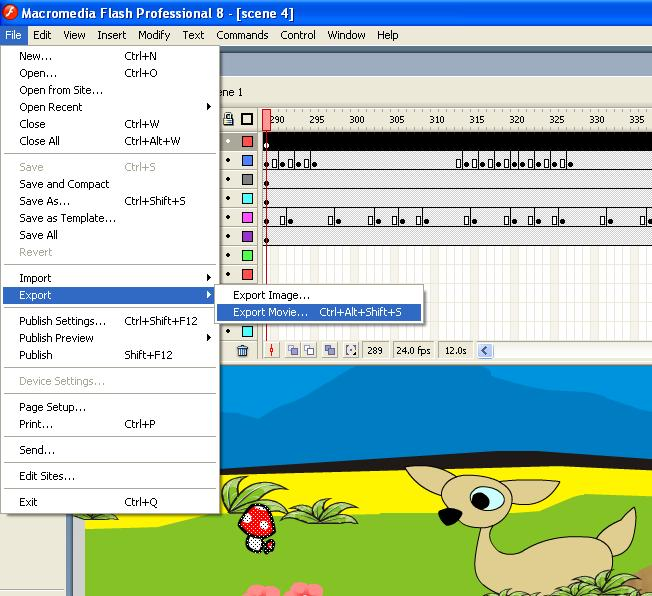 Macromedia Flash Professional 8 - [scene 4]
File Edit View Insert Modify Text Commands Control Window Help
New... Ctrl+N
Open... Ctrl+O
Open from Site...
Open Recent
Close Ctrl+W
Close All Ctrl+Alt+W
Save Ctrl+S
Save and Compact
Save As... Ctrl+Shift+S
Save as Template...
Save All
Revert
Import
Export
Publish Settings... Ctrl+Shift+F12
Publish Preview
Publish Shift+F12
Device Settings...
Page Setup...
Print... Ctrl+P
Send...
Edit Sites...
Exit Ctrl+Q
Export Image...
Export Movie... Ctrl+Alt+Shift+S
ene 1
290 295 300 305 310 315 320 325 330 335
289 24.0 fps 12.0s